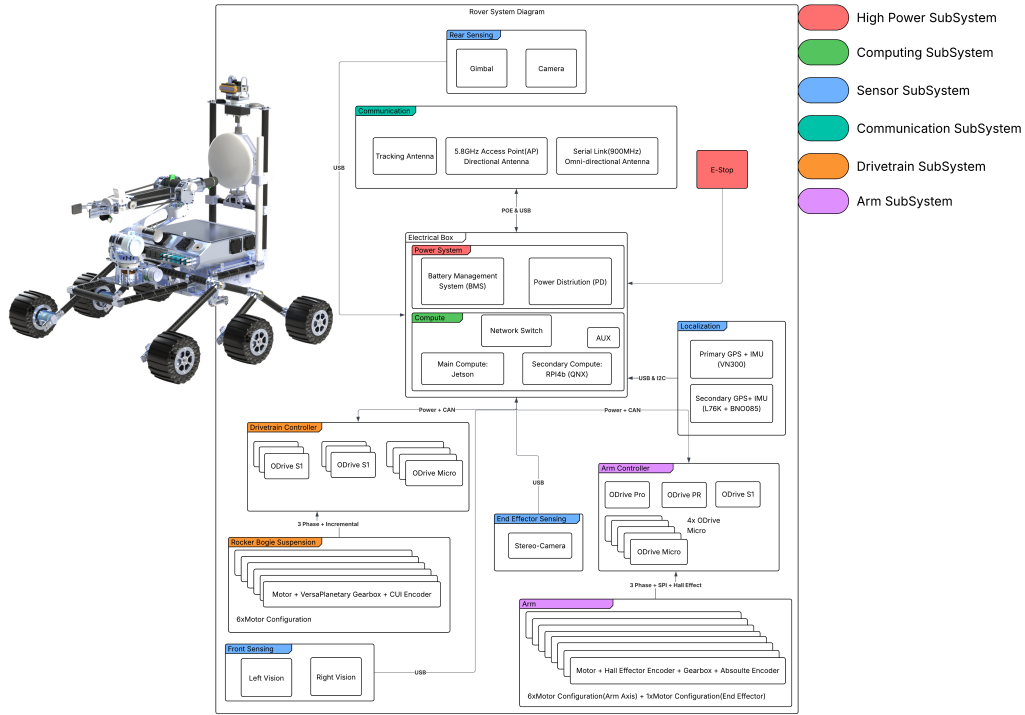 Rover System Diagram
High Power SubSystem
Computing SubSystem
Sensor SubSystem
Communication SubSystem
Drivetrain SubSystem
Arm SubSystem
Rear Sensing
Gimbal
Camera
USB
Communication
Tracking Antenna
5.8GHz Access Point(AP)
Directional Antenna
Serial Link(900MHz)
Omni-directional Antenna
E-Stop
POE & USB
Electrical Box
Power System
Battery Management
System (BMS)
Power Distriution (PD)
Compute
Network Switch
AUX
Main Compute:
Jetson
Secondary Compute:
RPI4b (QNX)
Localization
Primary GPS + IMU
(VN300)
Secondary GPS+ IMU
(L76K + BNO085)
USB & I2C
Power + CAN
Power + CAN
Drivetrain Controller
ODrive S1
ODrive S1
ODrive Micro
USB
Arm Controller
ODrive Pro
ODrive PR
ODrive S1
4x ODrive
Micro
ODrive Micro
3 Phase + Incremental
End Effector Sensing
Stereo-Camera
Rocker Bogie Suspension
Motor + VersaPlanetary Gearbox + CUI Encoder
6xMotor Configuration
3 Phase + SPI + Hall Effect
Arm
Motor + Hall Effector Encoder + Gearbox + Absoulte Encoder
6xMotor Configuration(Arm Axis) + 1xMotor Configuration(End Effector)
Front Sensing
Left Vision
Right Vision
USB